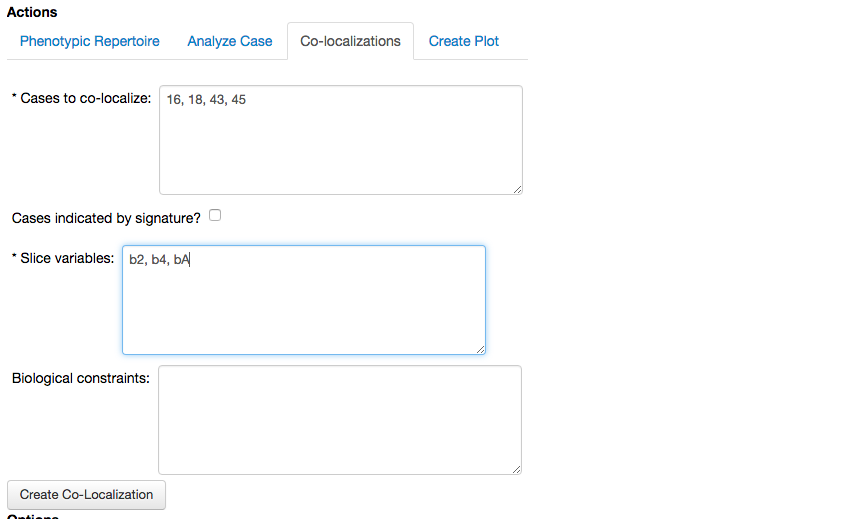 Actions
Phenotypic Repertoire Analyze Case Co-localizations Create Plot
* Cases to co-localize: 16, 18, 43, 45
Cases indicated by signature?
* Slice variables: b2, b4, bA
Biological constraints:
Create Co-Localization
Options